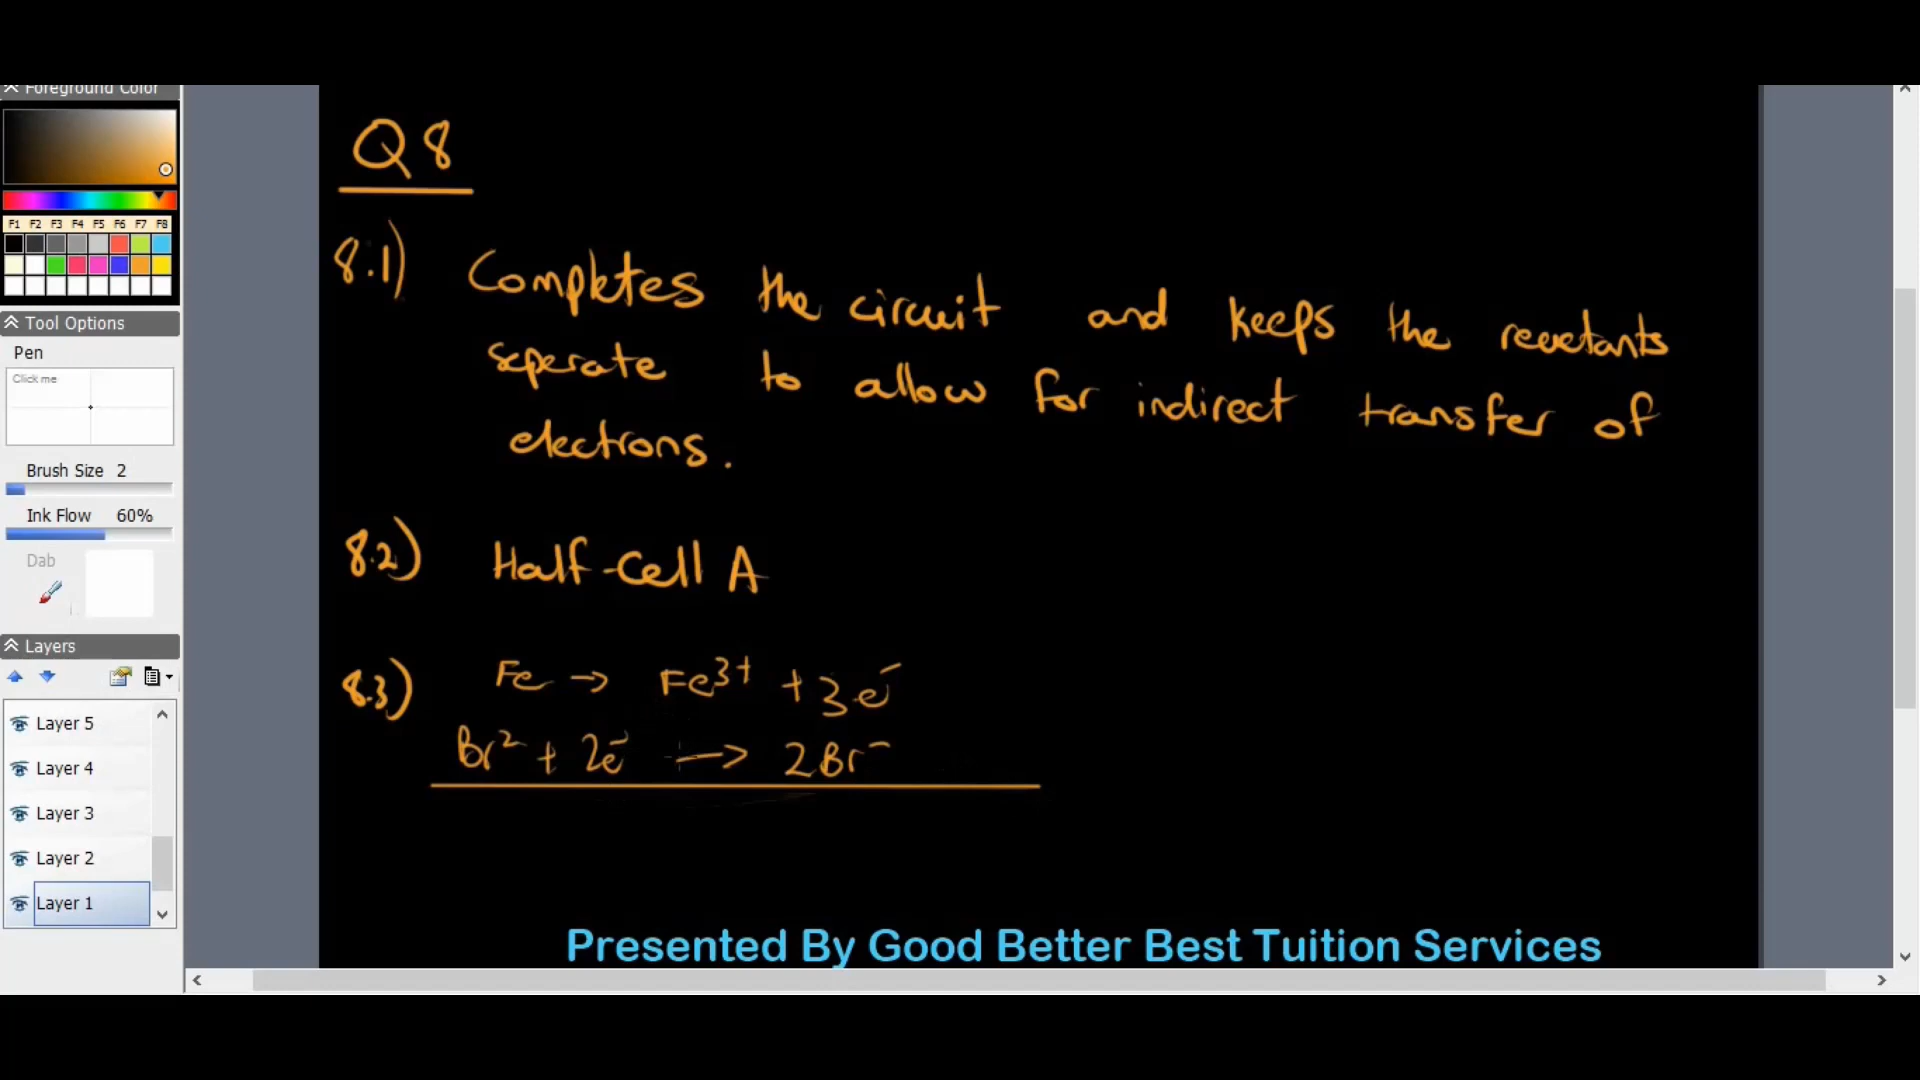 Foreground Color
F1 F2 F3 F4 F5 F6 F7 F8
Tool Options
Pen
Click me
Brush Size 2
Ink Flow 60%
Dab
Layers
Layer 5
Layer 4
Layer 3
Layer 2
Layer 1
Q8
8.1) Completes the circuit and keeps the reactants
seperate to allow for indirect transfer of
electrons.
8.2) Half-Cell A
8.3) Fe → Fe³⁺ + 3e⁻
Br² + 2e⁻ → 2Br⁻
Presented By Good Better Best Tuition Services